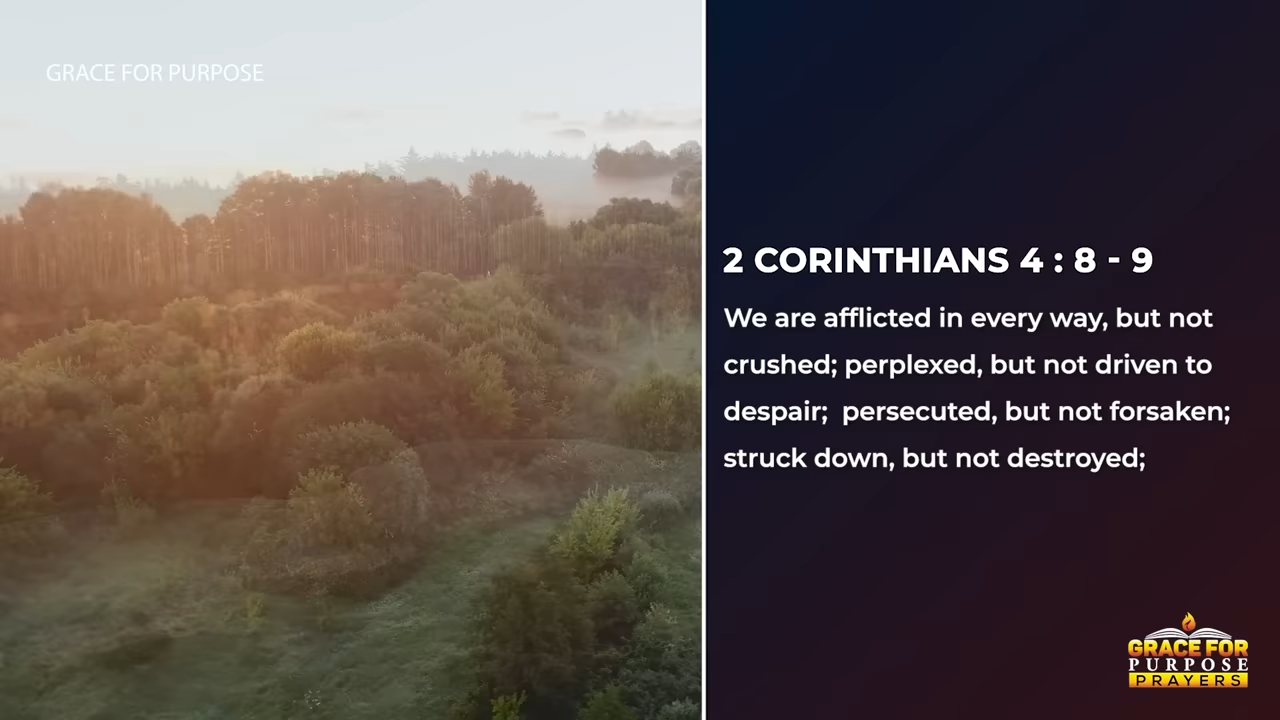 GRACE FOR PURPOSE
2 CORINTHIANS 4 : 8 - 9
We are afflicted in every way, but not
crushed; perplexed, but not driven to
despair;  persecuted, but not forsaken;
struck down, but not destroyed;
GRACE FOR
PURPOSE
PRAYERS